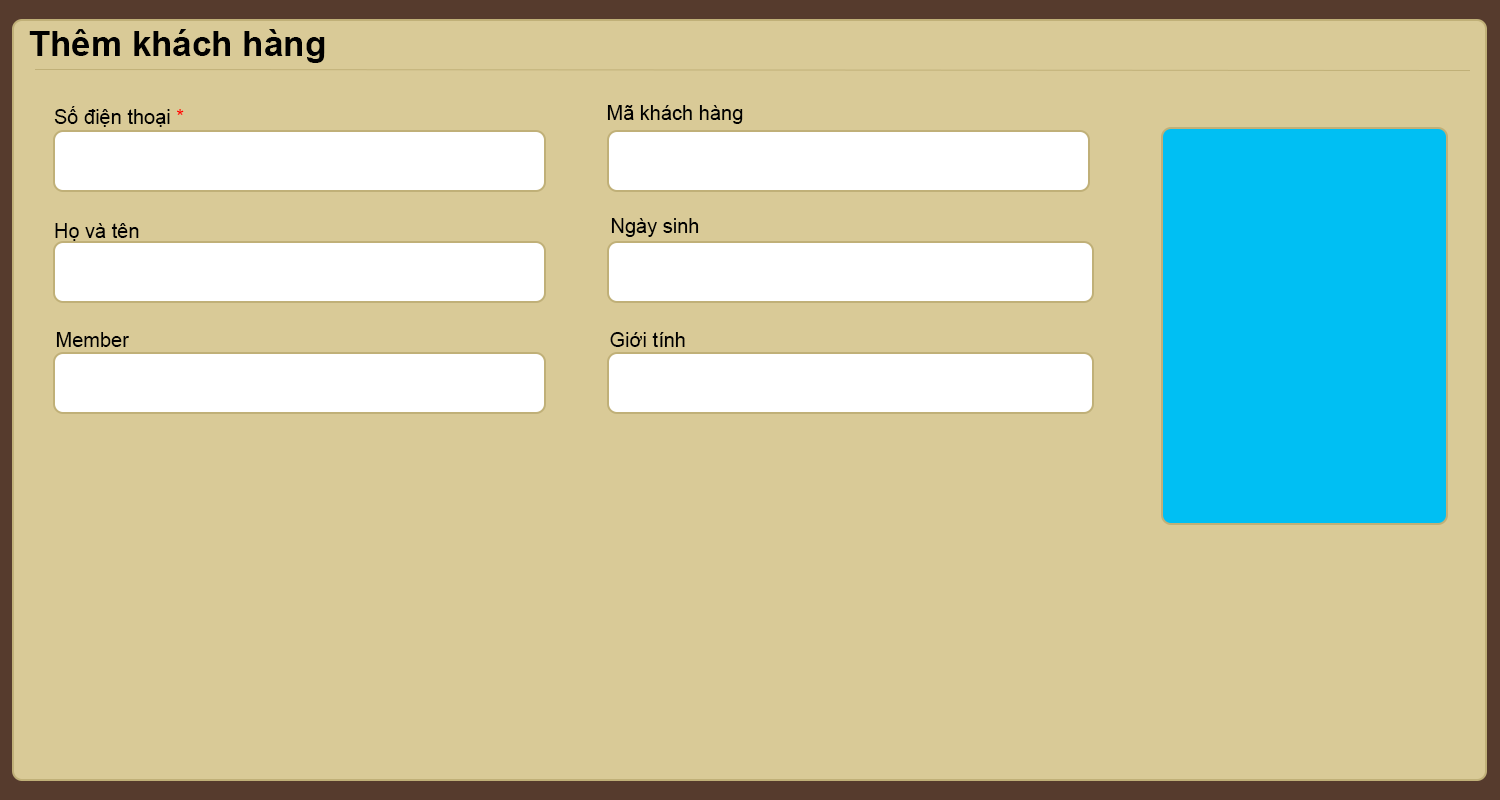 Thêm khách hàng
Số điện thoại *
Mã khách hàng
Họ và tên
Ngày sinh
Member
Giới tính